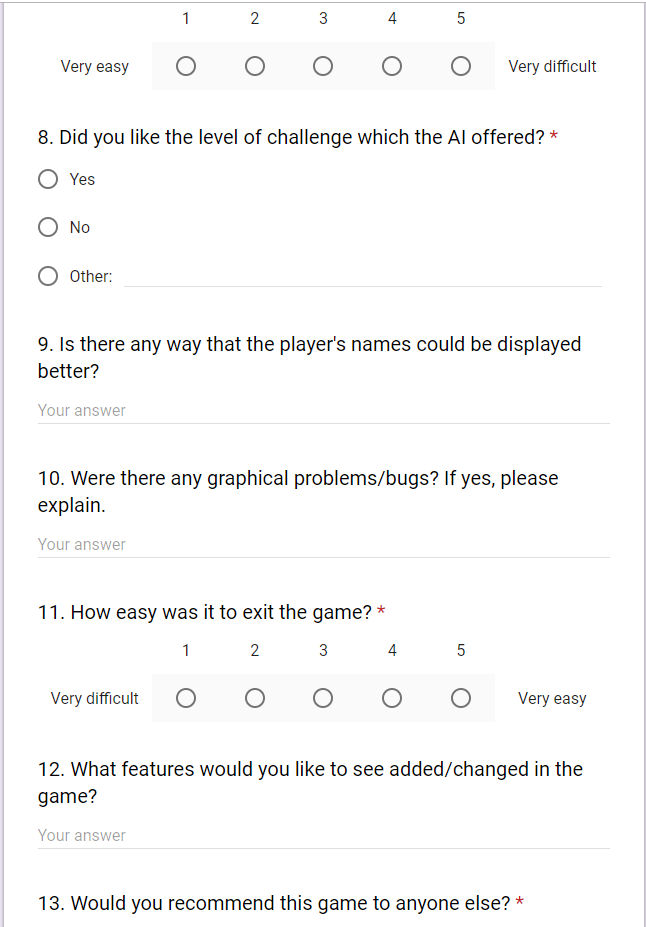 1 2 3 4 5
Very easy Very difficult
8. Did you like the level of challenge which the AI offered? *
Yes
No
Other:
9. Is there any way that the player's names could be displayed
better?
Your answer
10. Were there any graphical problems/bugs? If yes, please
explain.
Your answer
11. How easy was it to exit the game? *
1 2 3 4 5
Very difficult Very easy
12. What features would you like to see added/changed in the
game?
Your answer
13. Would you recommend this game to anyone else? *